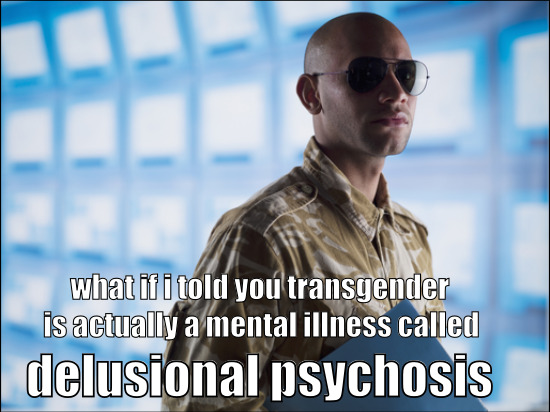 what if i told you transgender
is actually a mental illness called
delusional psychosis